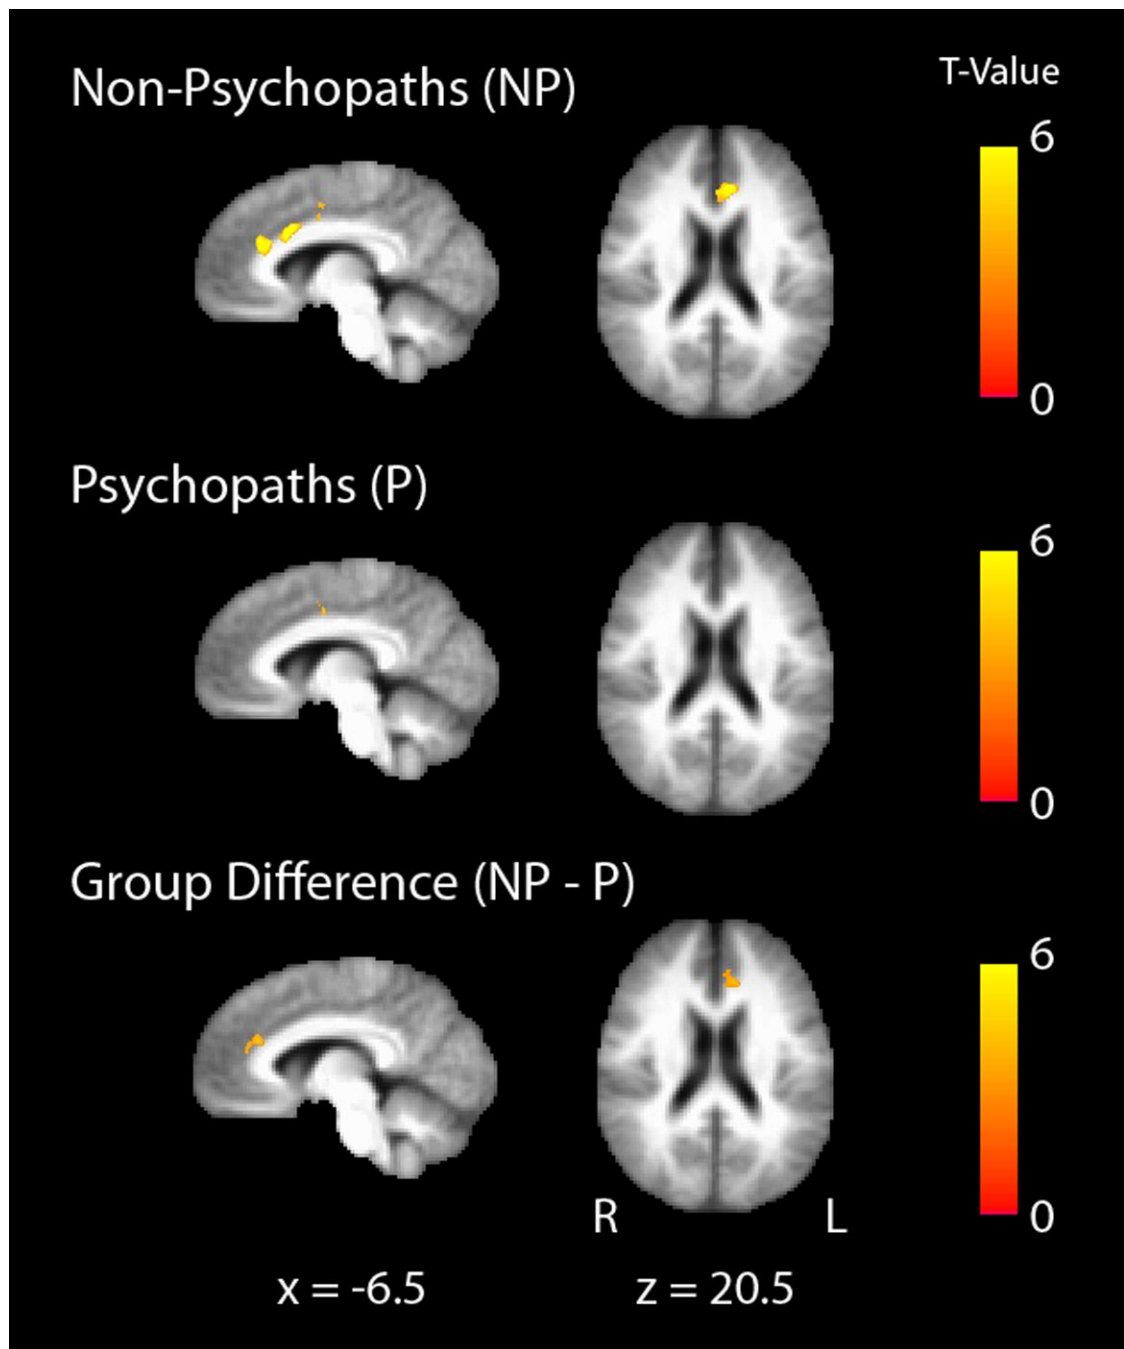 Non-Psychopaths (NP)
T-Value
6
0
Psychopaths (P)
6
0
Group Difference (NP - P)
6
0
R L
x = -6.5 z = 20.5